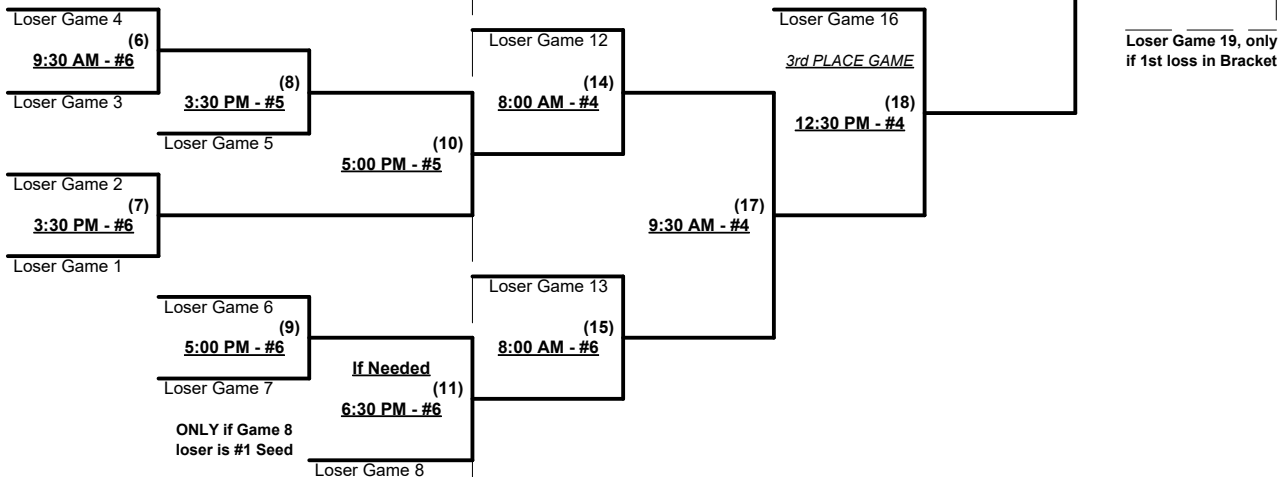 Loser Game 4
(6)
9:30 AM - #6
Loser Game 3
(8)
3:30 PM - #5
Loser Game 5
(10)
5:00 PM - #5
Loser Game 2
(7)
3:30 PM - #6
Loser Game 1
Loser Game 6
(9)
5:00 PM - #6
Loser Game 7
If Needed
(11)
6:30 PM - #6
ONLY if Game 8
loser is #1 Seed
Loser Game 8
Loser Game 12
(14)
8:00 AM - #4
Loser Game 13
(15)
8:00 AM - #6
(17)
9:30 AM - #4
Loser Game 16
3rd PLACE GAME
(18)
12:30 PM - #4
Loser Game 19, only
if 1st loss in Bracket